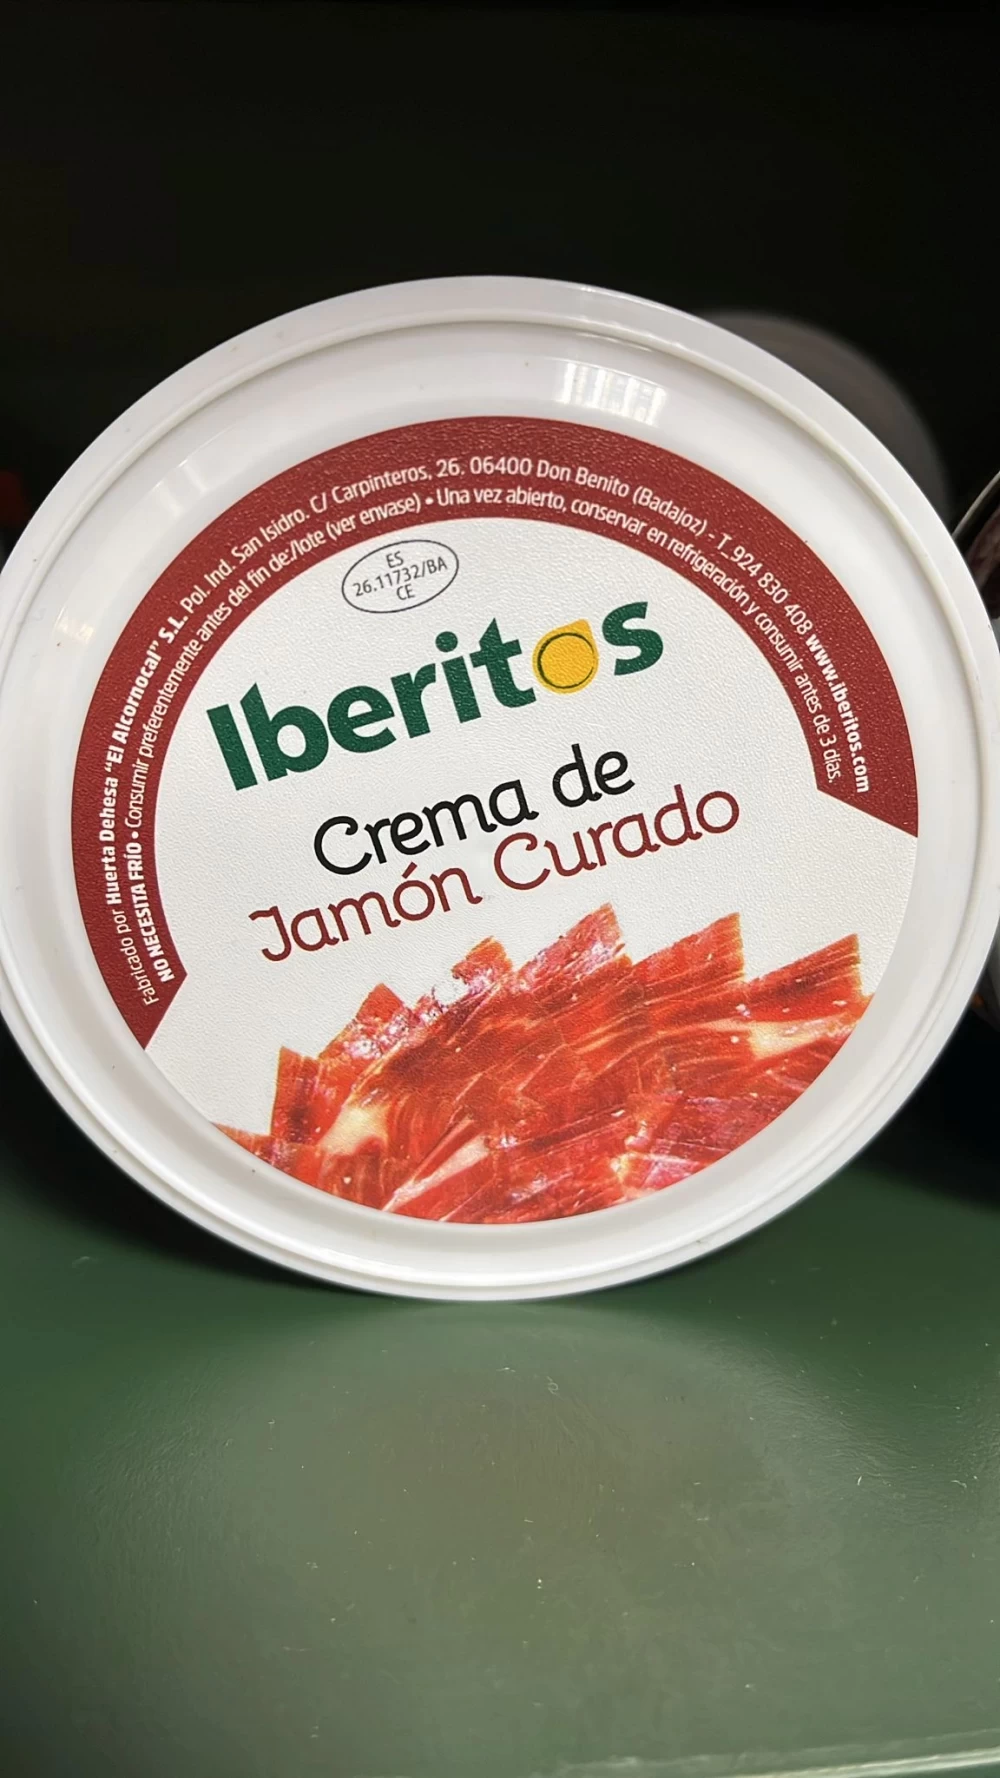 Fabricado por Huerta Dehesa "El Alcornocal" S.L. Pol. Ind. San Isidro. C/ Carpinteros, 26. 06400 Don Benito (Badajoz) - T. 924 830 408 www.iberitos.com
NO NECESITA FRÍO • Consumir preferentemente antes del fin de:/lote (ver envase) • Una vez abierto, conservar en refrigeración y consumir antes de 3 días.
ES
26.11732/BA
CE
Iberitos
Crema de
Jamón Curado